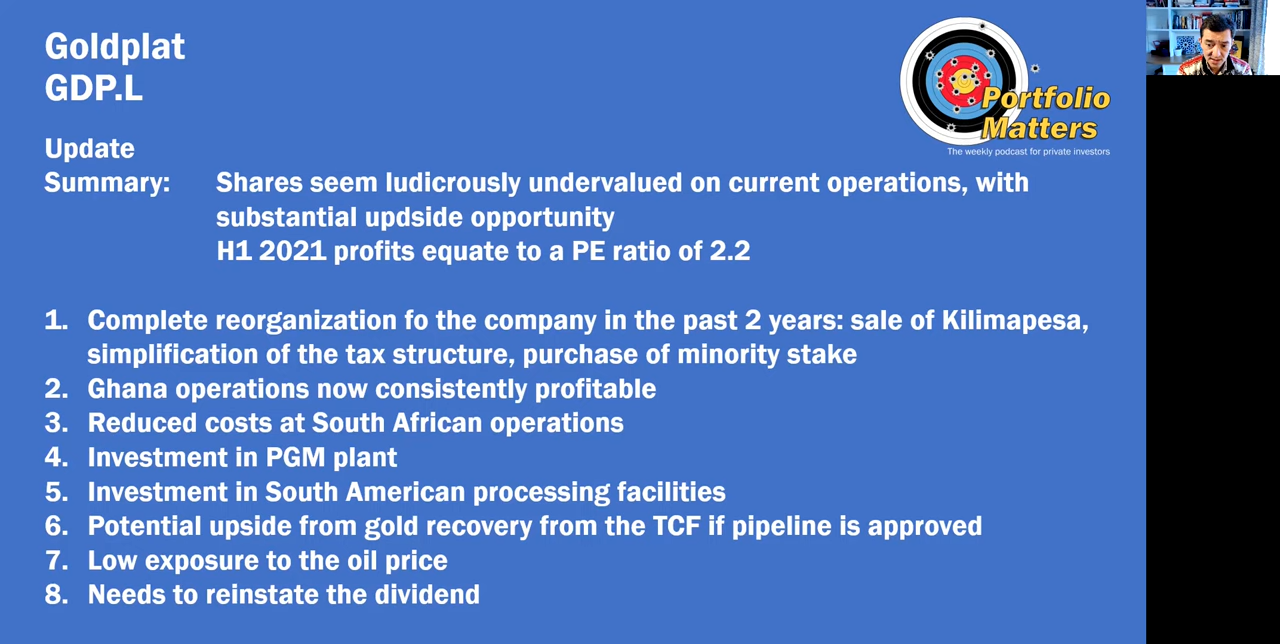 Goldplat
GDP.L
Portfolio
Matters
The weekly podcast for private investors
Update
Summary: Shares seem ludicrously undervalued on current operations, with
substantial updside opportunity
H1 2021 profits equate to a PE ratio of 2.2
1. Complete reorganization fo the company in the past 2 years: sale of Kilimapesa,
simplification of the tax structure, purchase of minority stake
2. Ghana operations now consistently profitable
3. Reduced costs at South African operations
4. Investment in PGM plant
5. Investment in South American processing facilities
6. Potential upside from gold recovery from the TCF if pipeline is approved
7. Low exposure to the oil price
8. Needs to reinstate the dividend